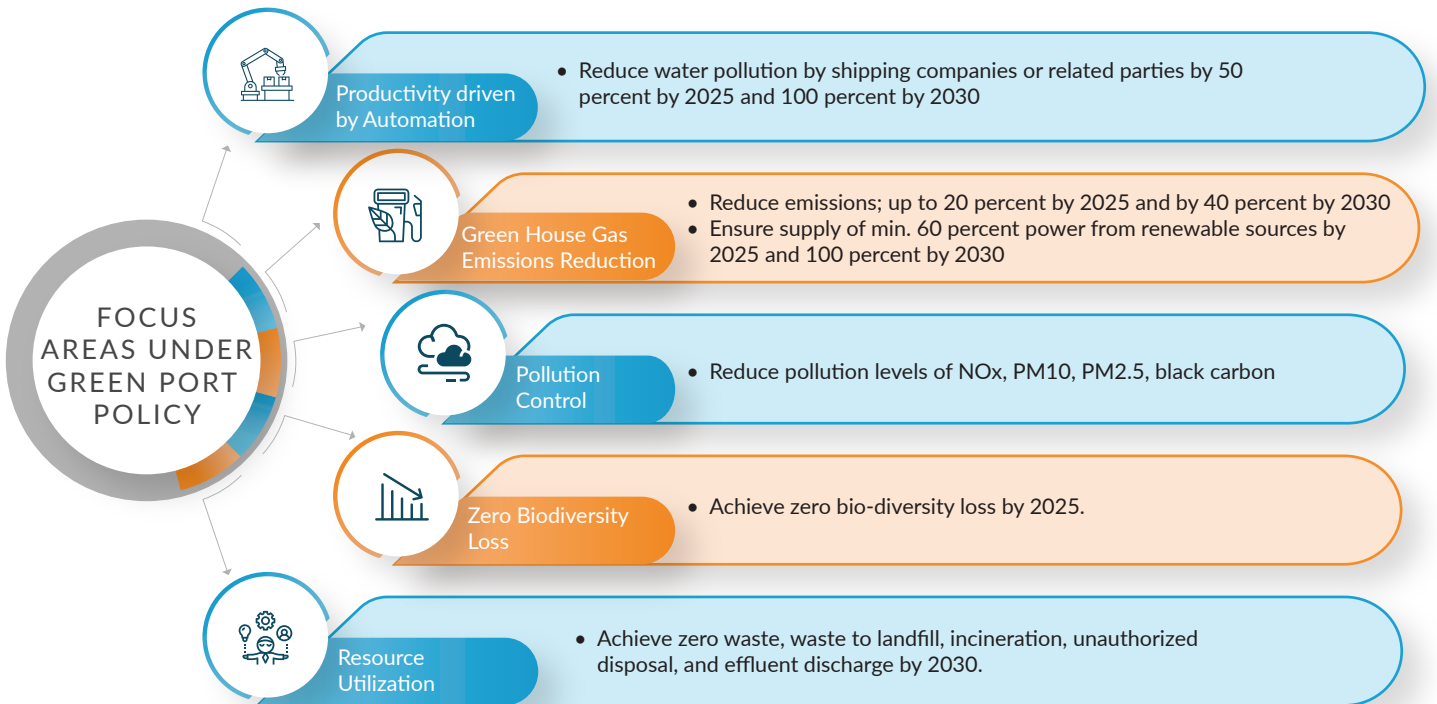 FOCUS
AREAS UNDER
GREEN PORT
POLICY
Productivity driven
by Automation
• Reduce water pollution by shipping companies or related parties by 50
percent by 2025 and 100 percent by 2030
Green House Gas
Emissions Reduction
• Reduce emissions; up to 20 percent by 2025 and by 40 percent by 2030
• Ensure supply of min. 60 percent power from renewable sources by
2025 and 100 percent by 2030
Pollution
Control
• Reduce pollution levels of NOx, PM10, PM2.5, black carbon
Zero Biodiversity
Loss
• Achieve zero bio-diversity loss by 2025.
Resource
Utilization
• Achieve zero waste, waste to landfill, incineration, unauthorized
disposal, and effluent discharge by 2030.